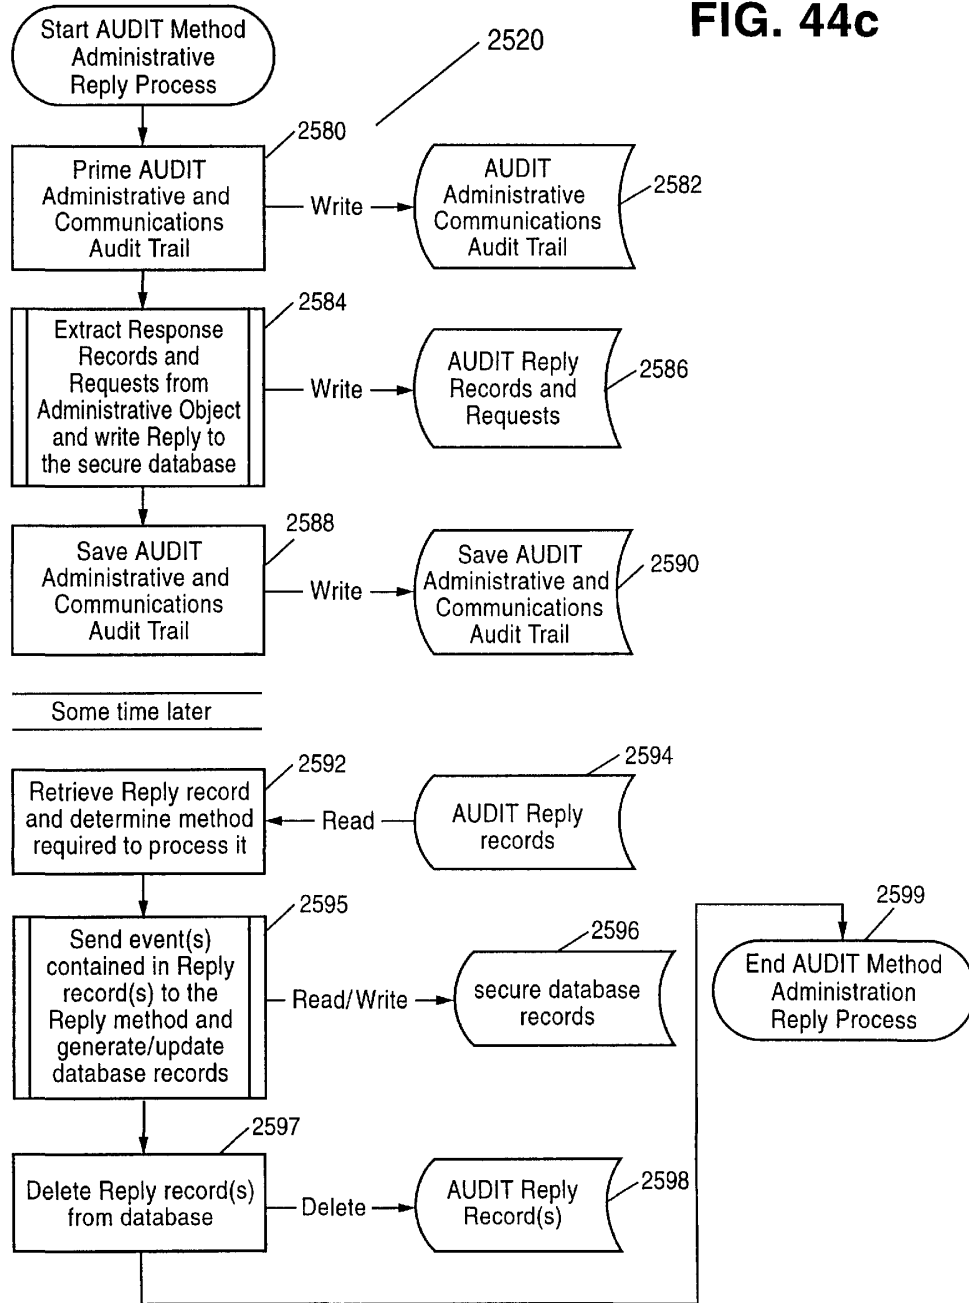 FIG. 44c
Start AUDIT Method
Administrative
Reply Process
2520
2580
Prime AUDIT
Administrative and
Communications
Audit Trail
Write
AUDIT
Administrative
Communications
Audit Trail
2582
2584
Extract Response
Records and
Requests from
Administrative Object
and write Reply to
the secure database
Write
AUDIT Reply
Records and
Requests
2586
2588
Save AUDIT
Administrative and
Communications
Audit Trail
Write
Save AUDIT
Administrative and
Communications
Audit Trail
2590
Some time later
2592
Retrieve Reply record
and determine method
required to process it
Read
AUDIT Reply
records
2594
2595
Send event(s)
contained in Reply
record(s) to the
Reply method and
generate/update
database records
Read/Write
secure database
records
2596
2597
Delete Reply record(s)
from database
Delete
AUDIT Reply
Record(s)
2598
2599
End AUDIT Method
Administration
Reply Process